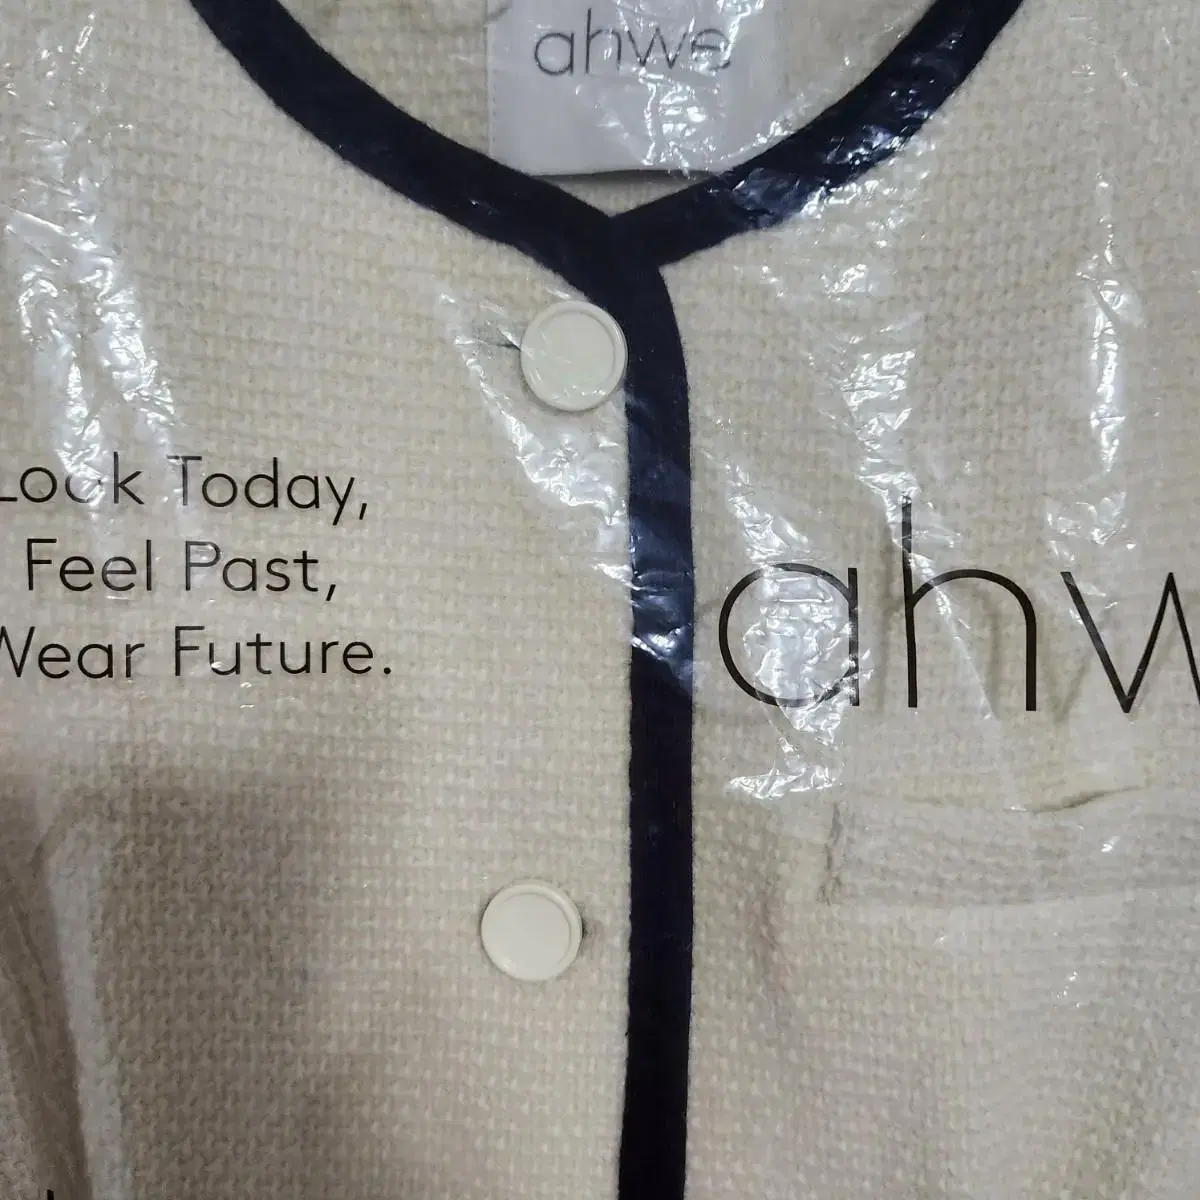 ahwe
Look Today,
Feel Past,
Wear Future.
ahw